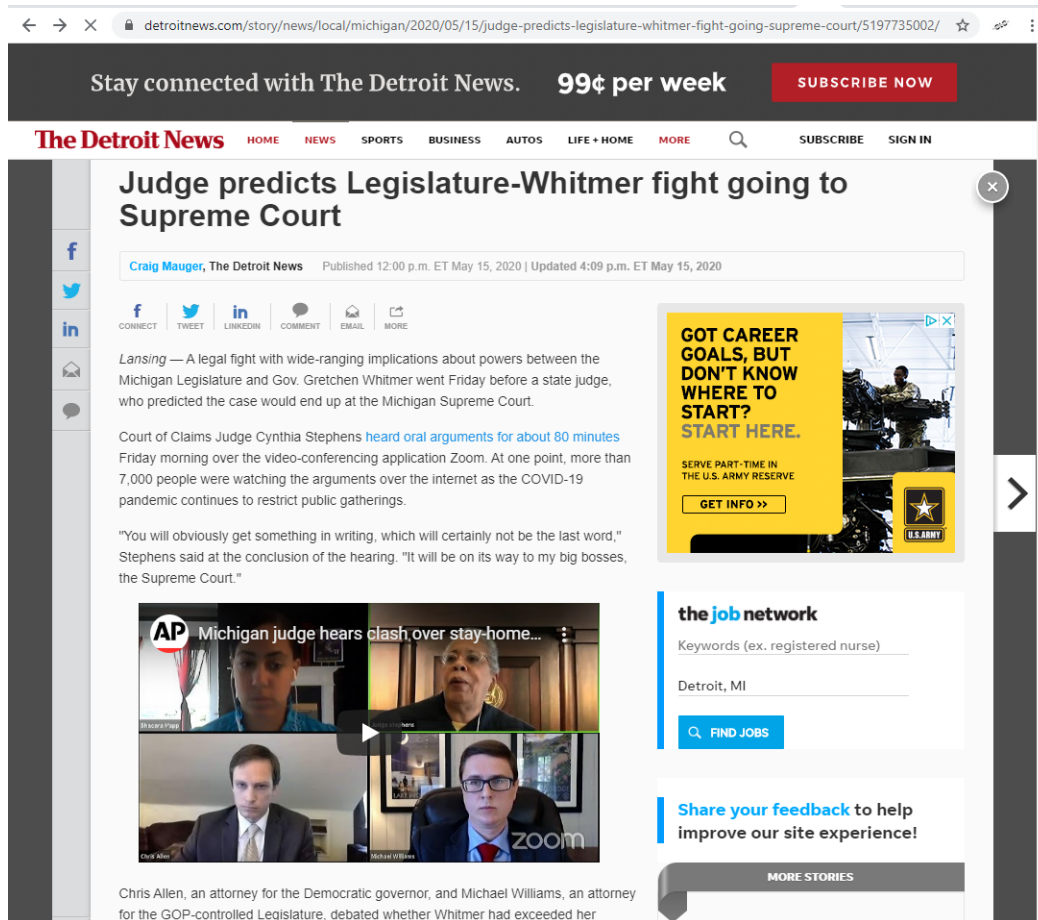 detroitnews.com/story/news/local/michigan/2020/05/15/judge-predicts-legislature-whitmer-fight-going-supreme-court/5197735002/
Stay connected with The Detroit News. 99¢ per week SUBSCRIBE NOW
The Detroit News HOME NEWS SPORTS BUSINESS AUTOS LIFE + HOME MORE SUBSCRIBE SIGN IN
Judge predicts Legislature-Whitmer fight going to
Supreme Court
Craig Mauger, The Detroit News Published 12:00 p.m. ET May 15, 2020 | Updated 4:09 p.m. ET May 15, 2020
CONNECT TWEET LINKEDIN COMMENT EMAIL MORE
Lansing — A legal fight with wide-ranging implications about powers between the
Michigan Legislature and Gov. Gretchen Whitmer went Friday before a state judge,
who predicted the case would end up at the Michigan Supreme Court.
Court of Claims Judge Cynthia Stephens heard oral arguments for about 80 minutes
Friday morning over the video-conferencing application Zoom. At one point, more than
7,000 people were watching the arguments over the internet as the COVID-19
pandemic continues to restrict public gatherings.
"You will obviously get something in writing, which will certainly not be the last word,"
Stephens said at the conclusion of the hearing. "It will be on its way to my big bosses,
the Supreme Court."
AP Michigan judge hears clash over stay-home...
Shacara Mapp
stephens
Chris Allen
Michael Williams
zoom
Chris Allen, an attorney for the Democratic governor, and Michael Williams, an attorney
for the GOP-controlled Legislature, debated whether Whitmer had exceeded her
GOT CAREER
GOALS, BUT
DON'T KNOW
WHERE TO
START?
START HERE.
SERVE PART-TIME IN
THE U.S. ARMY RESERVE
GET INFO >>
U.S.ARMY
the job network
Keywords (ex. registered nurse)
Detroit, MI
FIND JOBS
Share your feedback to help
improve our site experience!
MORE STORIES